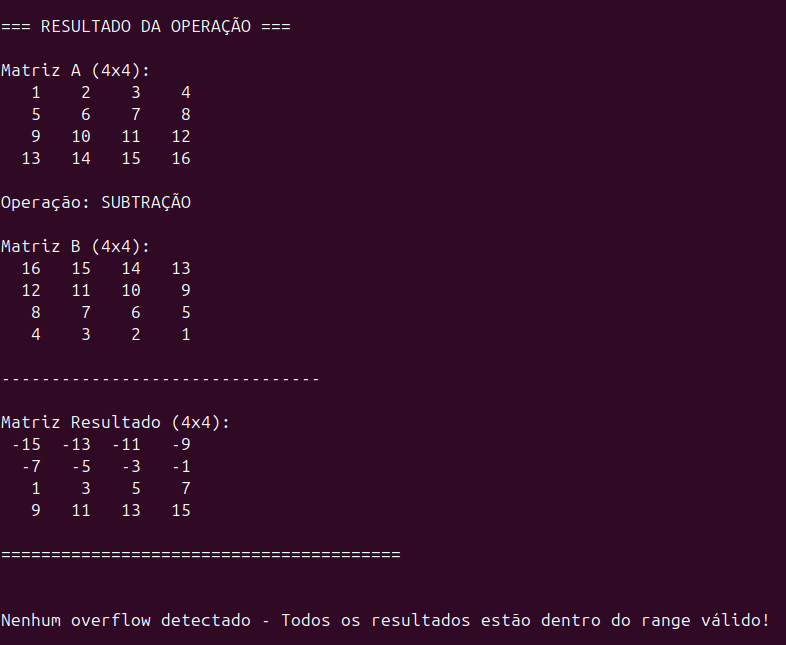 === RESULTADO DA OPERAÇÃO ===
Matriz A (4x4):
1 2 3 4
5 6 7 8
9 10 11 12
13 14 15 16
Operação: SUBTRAÇÃO
Matriz B (4x4):
16 15 14 13
12 11 10 9
8 7 6 5
4 3 2 1
--------------------------------
Matriz Resultado (4x4):
-15 -13 -11 -9
-7 -5 -3 -1
1 3 5 7
9 11 13 15
========================================
Nenhum overflow detectado - Todos os resultados estão dentro do range válido!